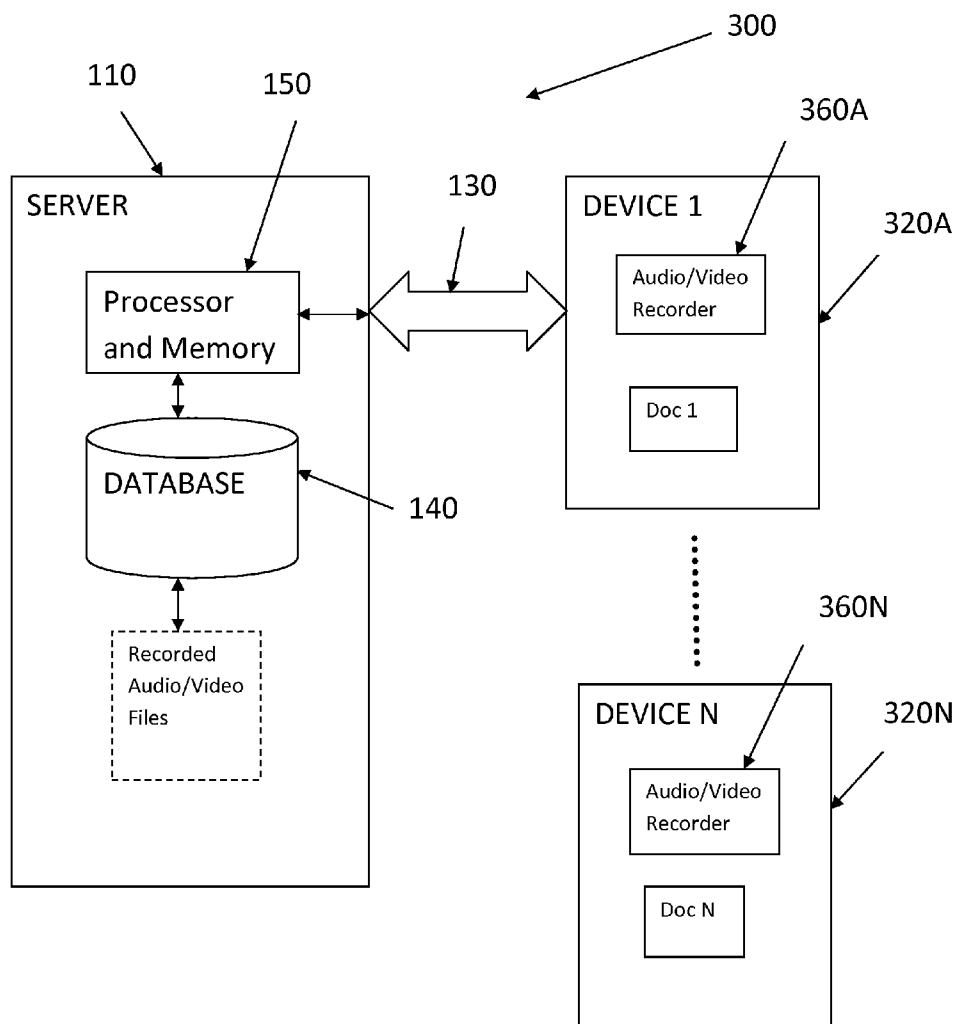 300
110
150
360A
130
SERVER
DEVICE 1
320A
Processor
and Memory
Audio/Video
Recorder
Doc 1
DATABASE
140
360N
Recorded
Audio/Video
Files
DEVICE N
320N
Audio/Video
Recorder
Doc N